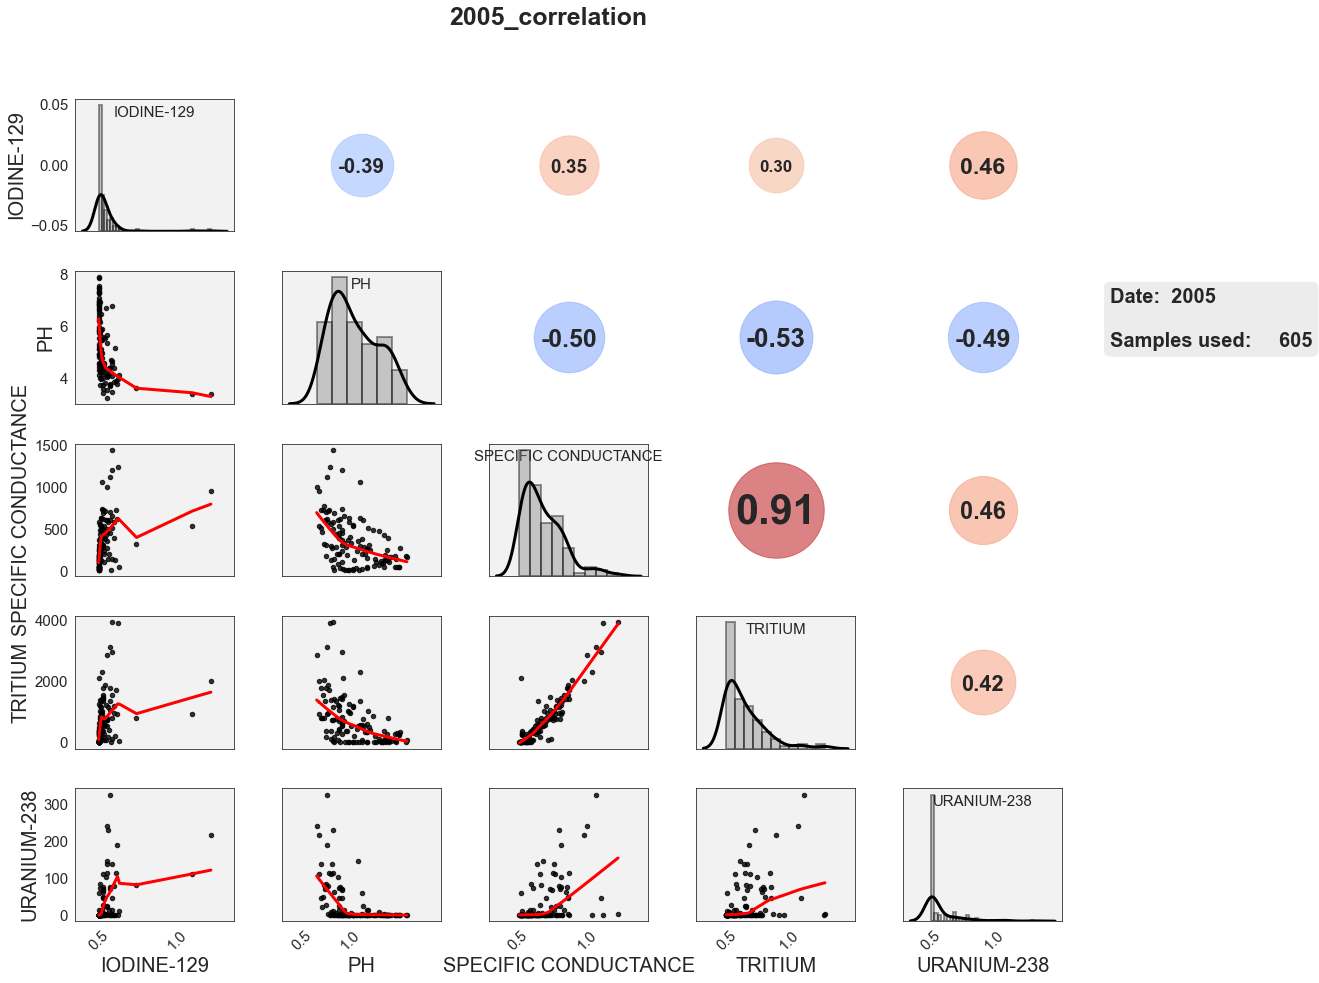 2005_correlation
IODINE-129
0.05
0.00
−0.05
IODINE-129
-0.39
0.35
0.30
0.46
PH
8
6
4
PH
-0.50
-0.53
-0.49
Date:  2005
Samples used:     605
SPECIFIC CONDUCTANCE
1500
1000
500
0
SPECIFIC CONDUCTANCE
0.91
0.46
TRITIUM
4000
2000
0
TRITIUM
0.42
URANIUM-238
300
200
100
0
URANIUM-238
0.5 1.0
0.5 1.0
0.5 1.0
0.5 1.0
0.5 1.0
IODINE-129
PH
SPECIFIC CONDUCTANCE
TRITIUM
URANIUM-238